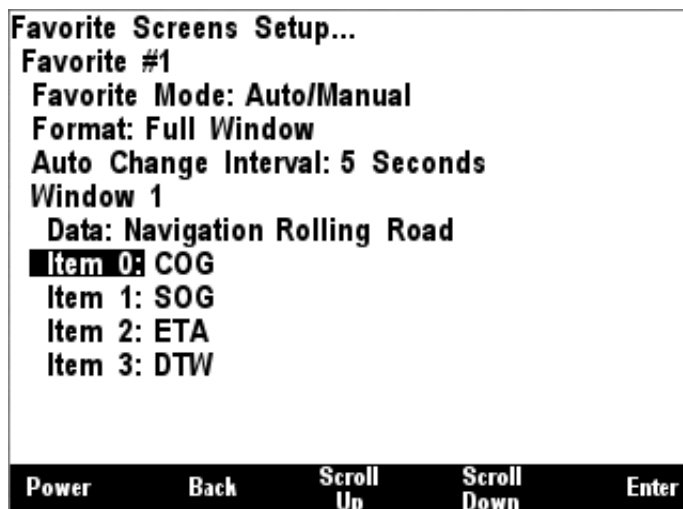 Favorite Screens Setup...
Favorite #1
Favorite Mode: Auto/Manual
Format: Full Window
Auto Change Interval: 5 Seconds
Window 1
Data: Navigation Rolling Road
Item 0: COG
Item 1: SOG
Item 2: ETA
Item 3: DTW
Power Back Scroll Up Scroll Down Enter